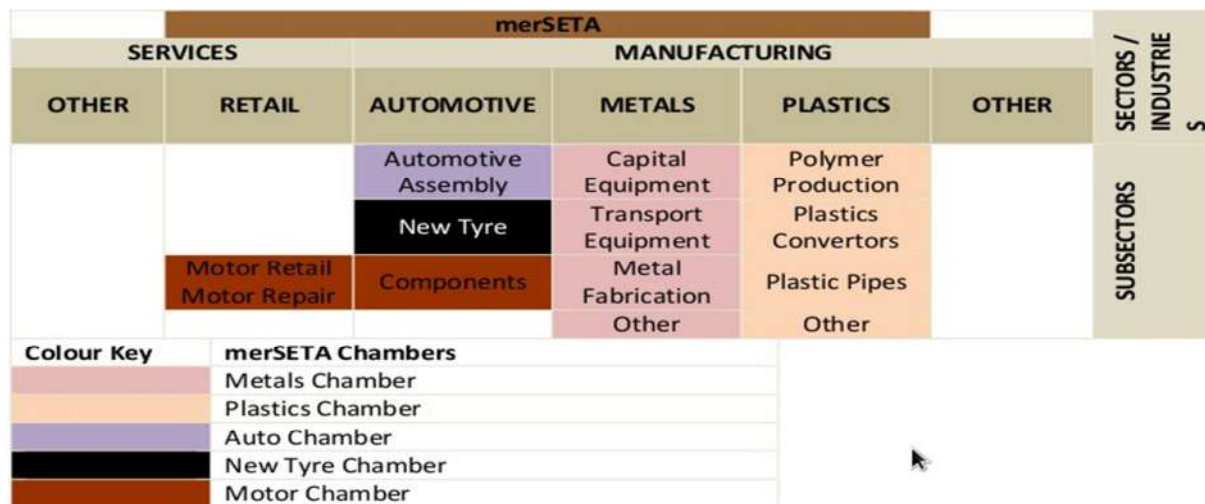 merSETA
SERVICES MANUFACTURING
OTHER RETAIL AUTOMOTIVE METALS PLASTICS OTHER
SECTORS /
INDUSTRIE
S
Automotive
Assembly
Capital
Equipment
Polymer
Production
New Tyre
Transport
Equipment
Plastics
Convertors
Motor Retail
Motor Repair
Components
Metal
Fabrication
Plastic Pipes
Other Other
SUBSECTORS
Colour Key merSETA Chambers
Metals Chamber
Plastics Chamber
Auto Chamber
New Tyre Chamber
Motor Chamber